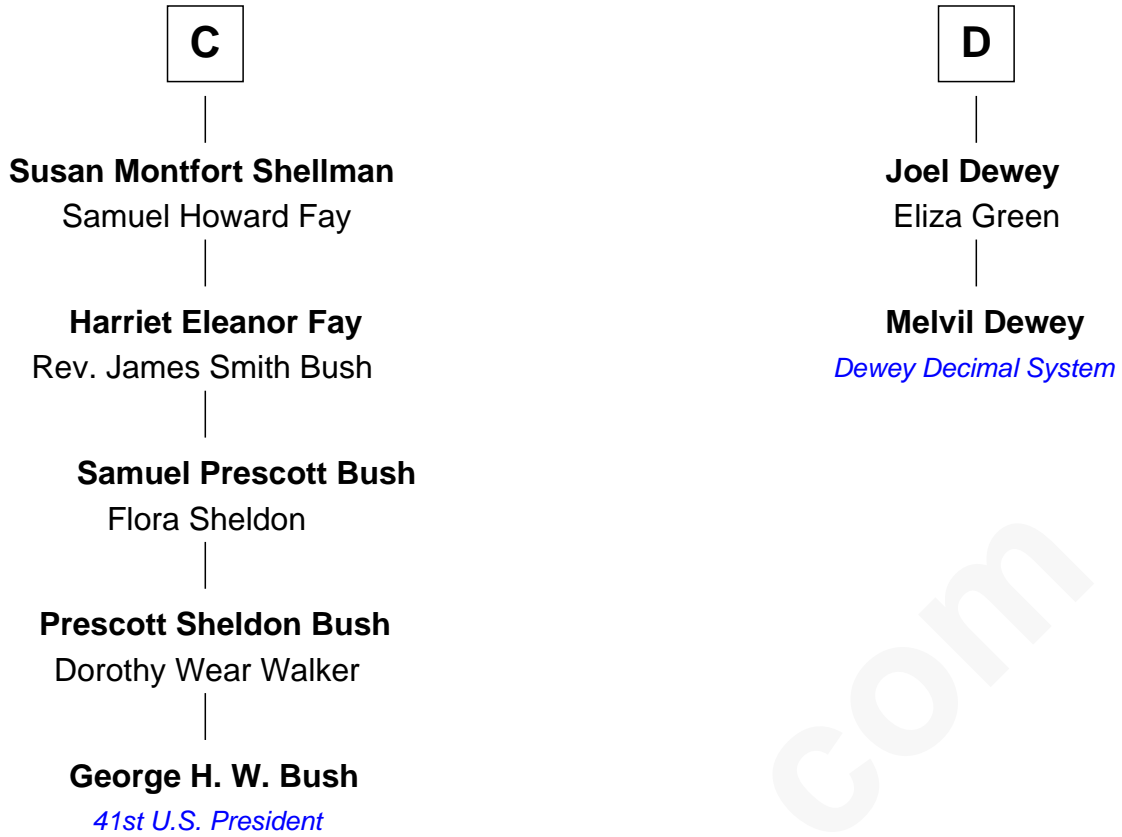 C
Susan Montfort Shellman
Samuel Howard Fay
Harriet Eleanor Fay
Rev. James Smith Bush
Samuel Prescott Bush
Flora Sheldon
Prescott Sheldon Bush
Dorothy Wear Walker
George H. W. Bush
41st U.S. President
D
Joel Dewey
Eliza Green
Melvil Dewey
Dewey Decimal System
com